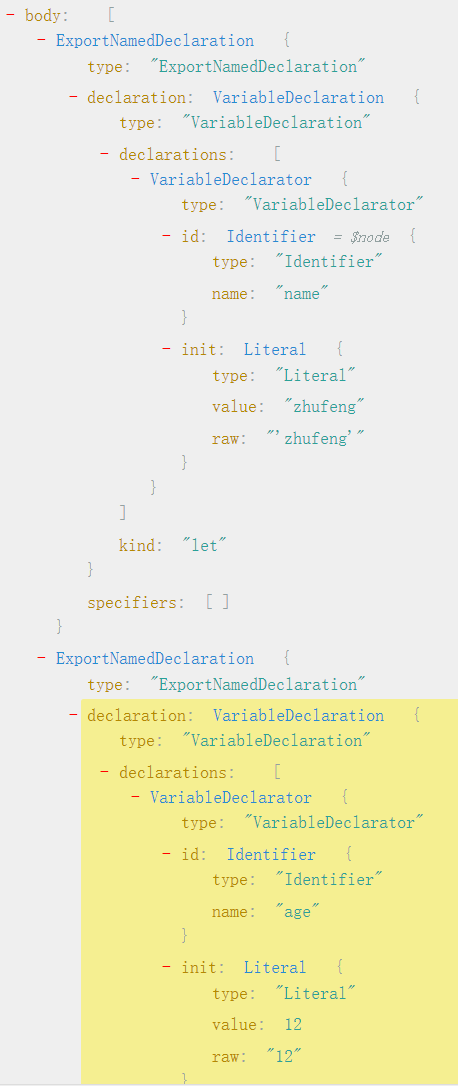 - body: [
- ExportNamedDeclaration {
type: "ExportNamedDeclaration"
- declaration: VariableDeclaration {
type: "VariableDeclaration"
- declarations: [
- VariableDeclarator {
type: "VariableDeclarator"
- id: Identifier = $node {
type: "Identifier"
name: "name"
}
- init: Literal {
type: "Literal"
value: "zhufeng"
raw: "'zhufeng'"
}
}
]
kind: "let"
}
specifiers: [ ]
}
- ExportNamedDeclaration {
type: "ExportNamedDeclaration"
- declaration: VariableDeclaration {
type: "VariableDeclaration"
- declarations: [
- VariableDeclarator {
type: "VariableDeclarator"
- id: Identifier {
type: "Identifier"
name: "age"
}
- init: Literal {
type: "Literal"
value: 12
raw: "12"
}